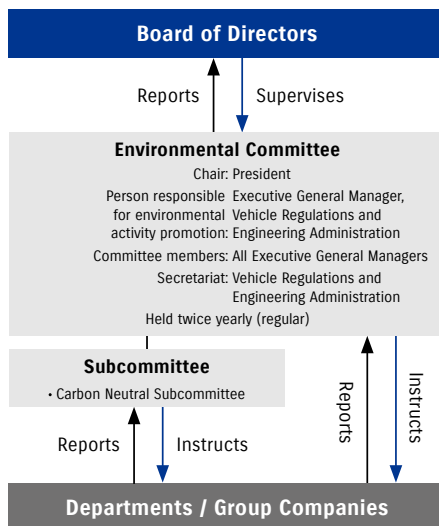 Board of Directors
Reports
Supervises
Environmental Committee
Chair: President
Person responsible Executive General Manager,
for environmental Vehicle Regulations and
activity promotion: Engineering Administration
Committee members: All Executive General Managers
Secretariat: Vehicle Regulations and
Engineering Administration
Held twice yearly (regular)
Subcommittee
• Carbon Neutral Subcommittee
Reports
Instructs
Reports
Instructs
Departments / Group Companies